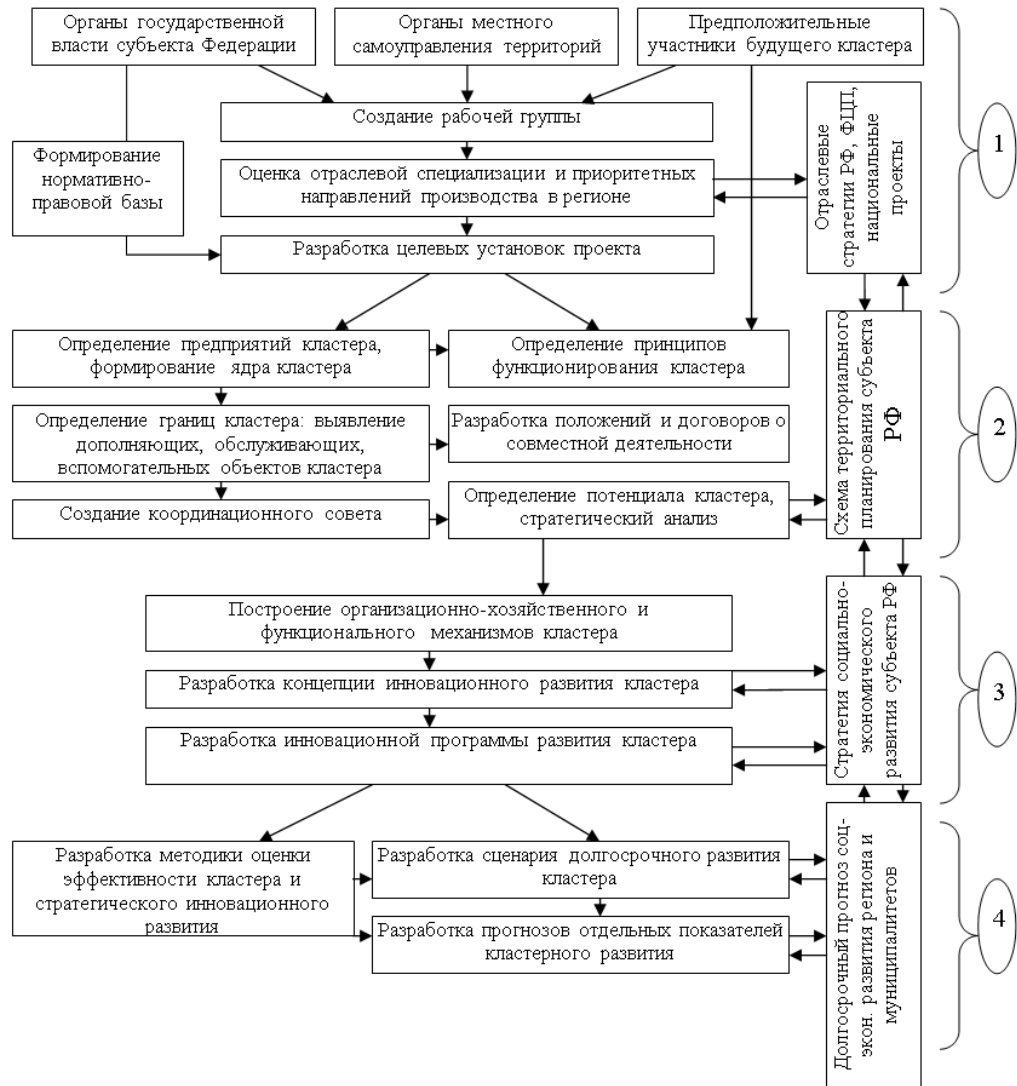 Органы государственной
власти субъекта Федерации
Органы местного
самоуправления территорий
Предположительные
участники будущего кластера
Создание рабочей группы
Формирование
нормативно-
правовой базы
Оценка отраслевой специализации и приоритетных
направлений производства в регионе
Отраслевые
стратегии РФ, ФЦП,
национальные
проекты
1
Разработка целевых установок проекта
Определение предприятий кластера,
формирование ядра кластера
Определение принципов
функционирования кластера
Определение границ кластера: выявление
дополняющих, обслуживающих,
вспомогательных объектов кластера
Разработка положений и договоров о
совместной деятельности
Создание координационного совета
Определение потенциала кластера,
стратегический анализ
Схема территориального
планирования субъекта
РФ
2
Построение организационно-хозяйственного и
функционального механизмов кластера
Разработка концепции инновационного развития кластера
Разработка инновационной программы развития кластера
Стратегия социально-
экономического
развития субъекта РФ
3
Разработка методики оценки
эффективности кластера и
стратегического инновационного
развития
Разработка сценария долгосрочного развития
кластера
Разработка прогнозов отдельных показателей
кластерного развития
Долгосрочный прогноз соц-
экон. развития региона и
муниципалитетов
4